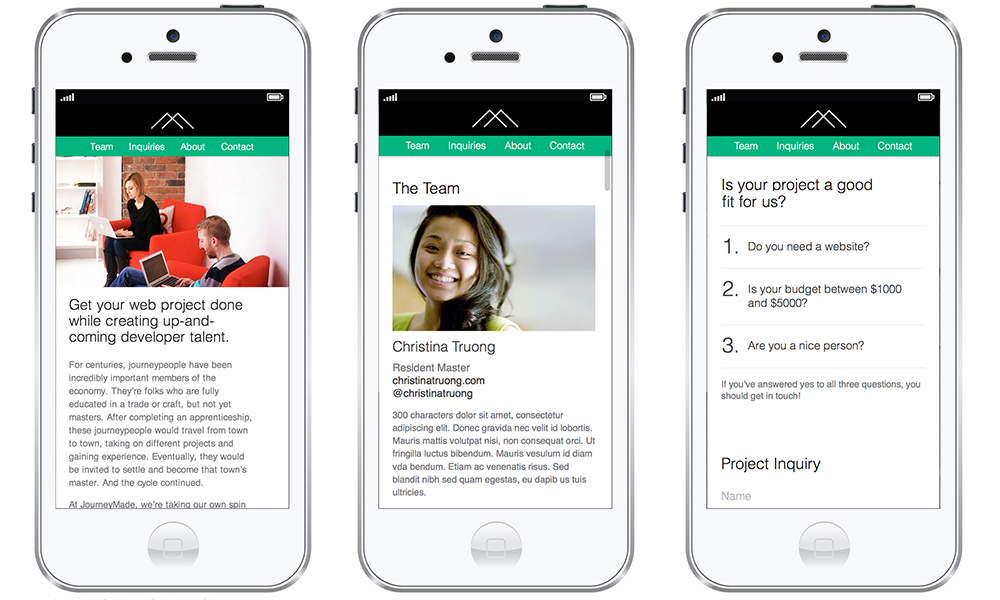 Team Inquiries About Contact
Get your web project done
while creating up-and-
coming developer talent.
For centuries, journeypeople have been
incredibly important members of the
economy. They're folks who are fully
educated in a trade or craft, but not yet
masters. After completing an apprenticeship,
these journeypeople would travel from town
to town, taking on different projects and
gaining experience. Eventually, they would
be invited to settle and become that town's
master. And the cycle continued.
At JourneyMade, we're taking our own spin
Team Inquiries About Contact
The Team
Christina Truong
Resident Master
christinatruong.com
@christinatruong
300 characters dolor sit amet, consectetur
adipiscing elit. Donec gravida nec velit id lobortis.
Mauris mattis volutpat nisi, non consequat orci. Ut
fringilla luctus bibendum. Mauris vesulum id diam
vda bendum. Etiam ac venenatis risus. Sed
blandit nibh sed quam egestas, eu dapib us tuis
ultricies.
Team Inquiries About Contact
Is your project a good
fit for us?
1. Do you need a website?
2. Is your budget between $1000
and $5000?
3. Are you a nice person?
If you've answered yes to all three questions, you
should get in touch!
Project Inquiry
Name